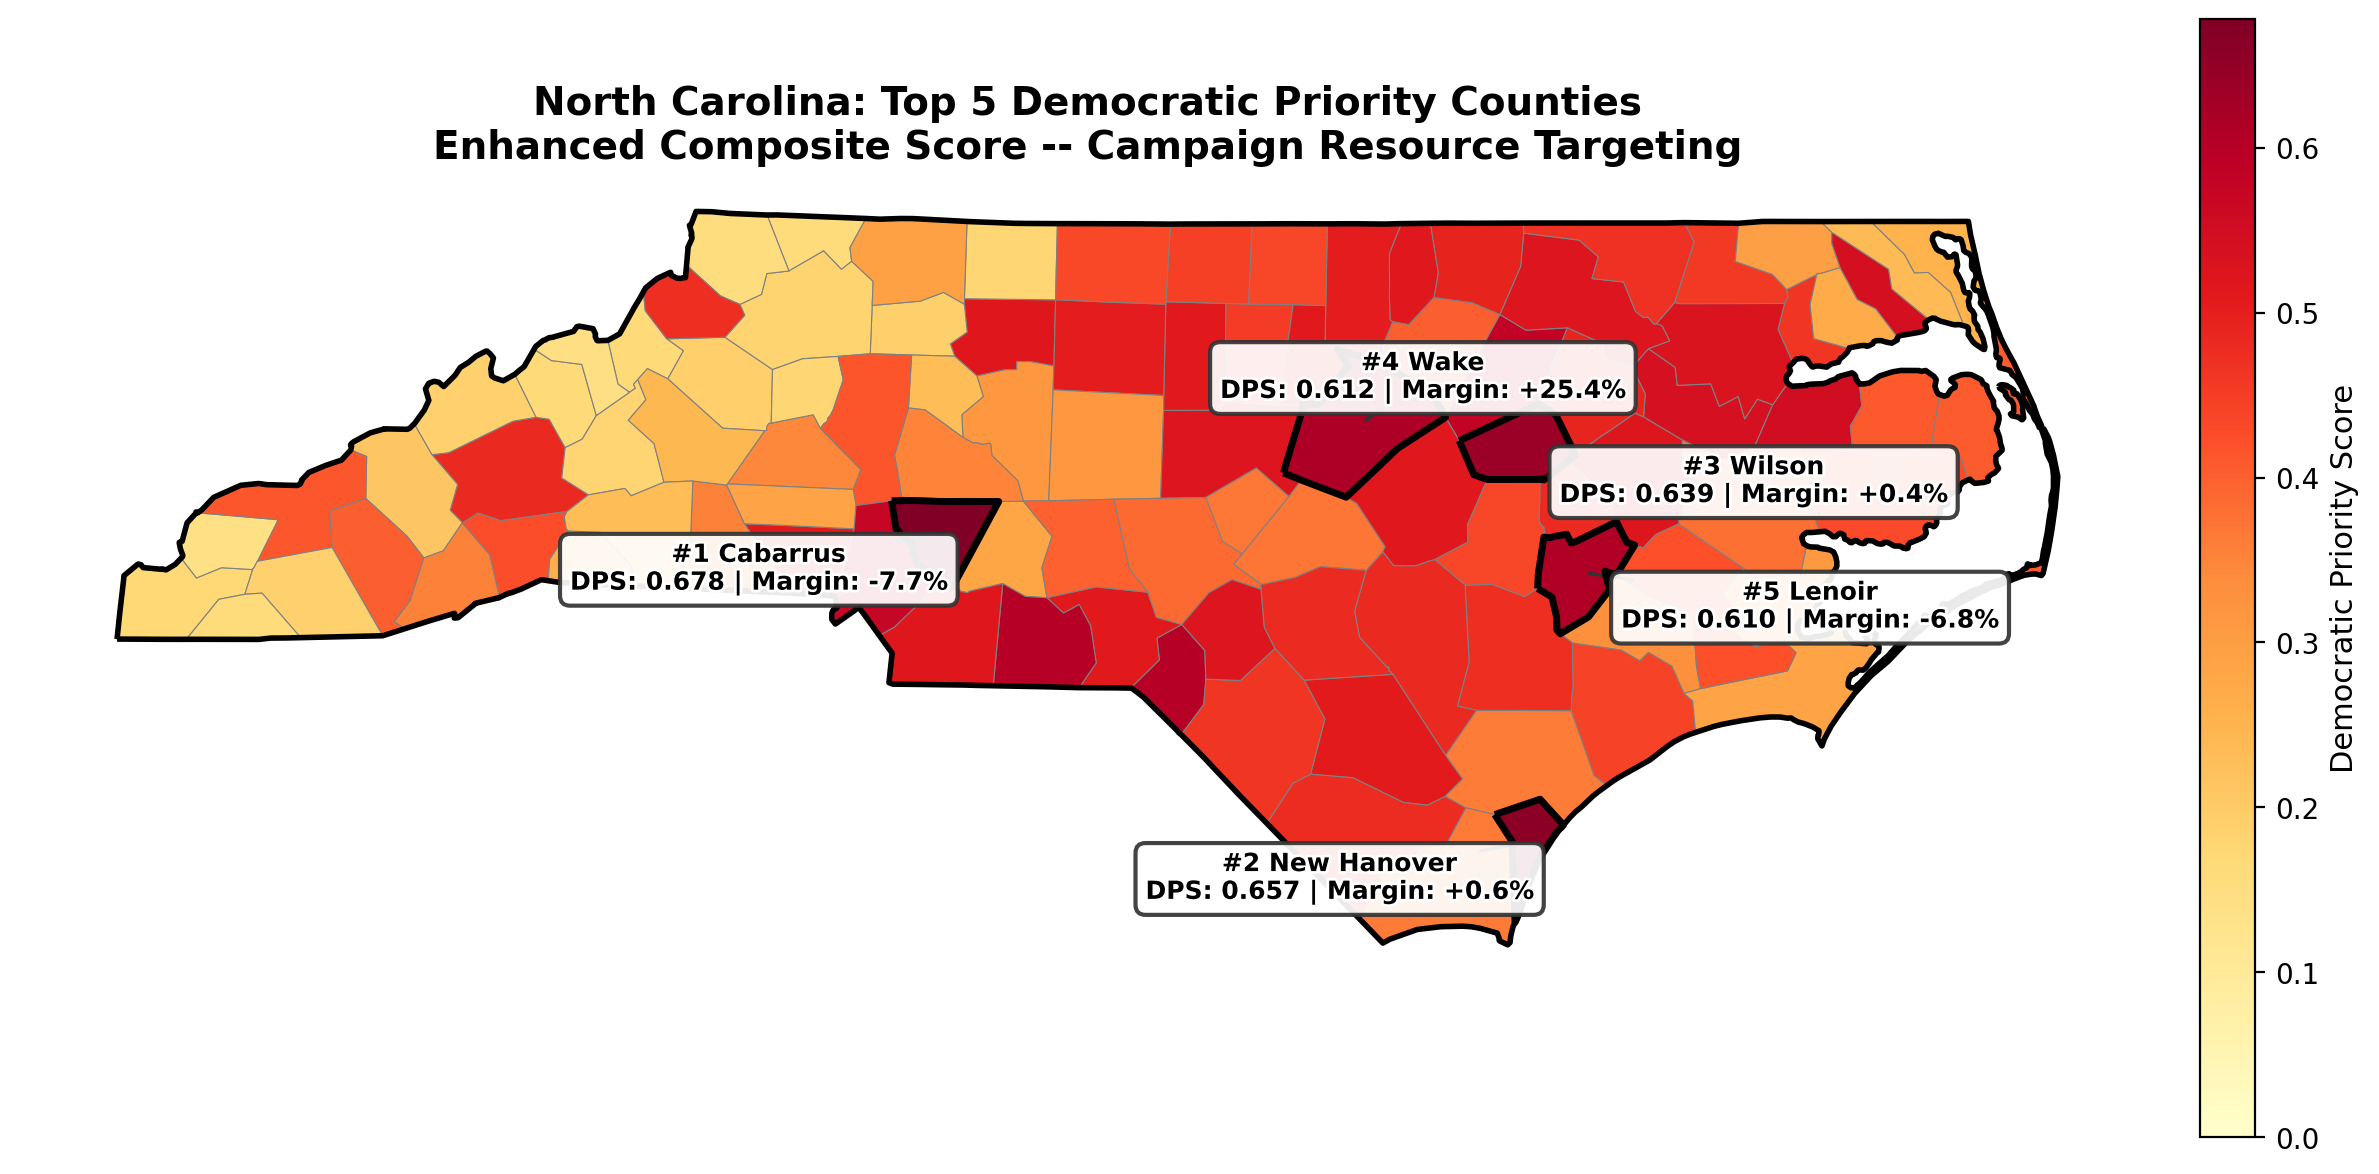 North Carolina: Top 5 Democratic Priority Counties
Enhanced Composite Score -- Campaign Resource Targeting
#4 Wake
DPS: 0.612 | Margin: +25.4%
#3 Wilson
DPS: 0.639 | Margin: +0.4%
#1 Cabarrus
DPS: 0.678 | Margin: -7.7%
#5 Lenoir
DPS: 0.610 | Margin: -6.8%
#2 New Hanover
DPS: 0.657 | Margin: +0.6%
0.6
0.5
0.4
0.3
0.2
0.1
0.0
Democratic Priority Score